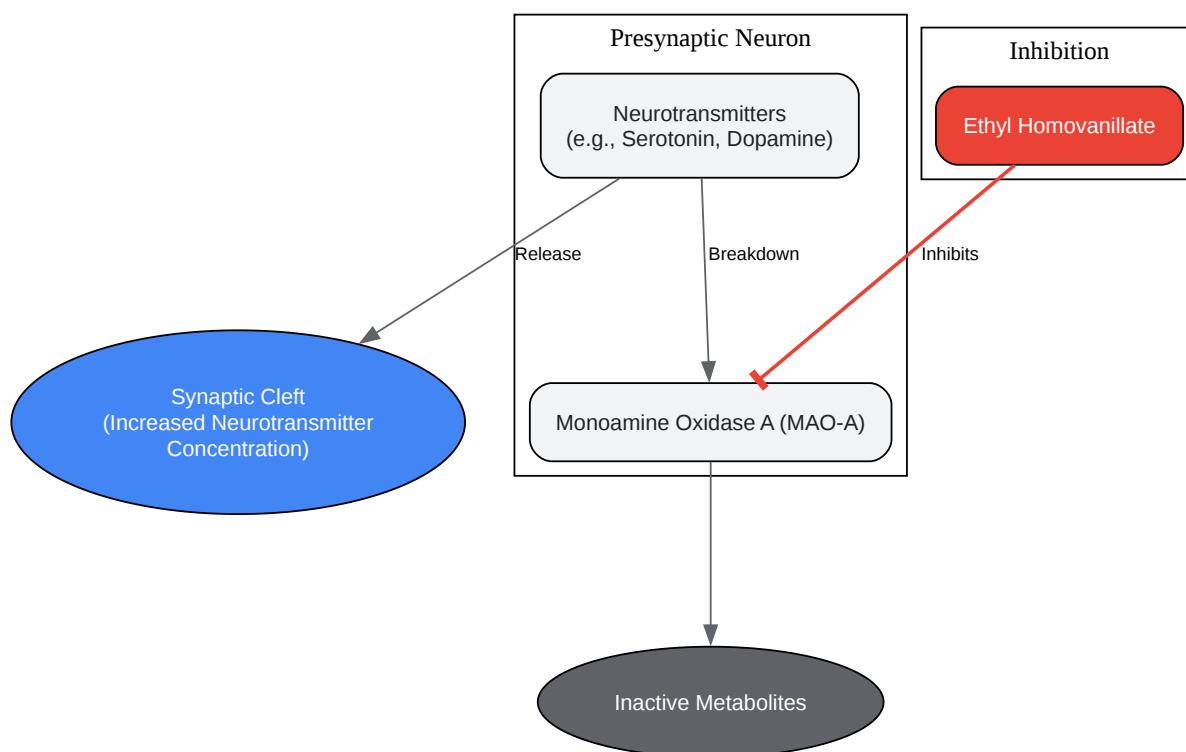 Presynaptic Neuron
Inhibition
Neurotransmitters
(e.g., Serotonin, Dopamine)
Ethyl Homovanillate
Release
Breakdown
Inhibits
Synaptic Cleft
(Increased Neurotransmitter
Concentration)
Monoamine Oxidase A (MAO-A)
Inactive Metabolites